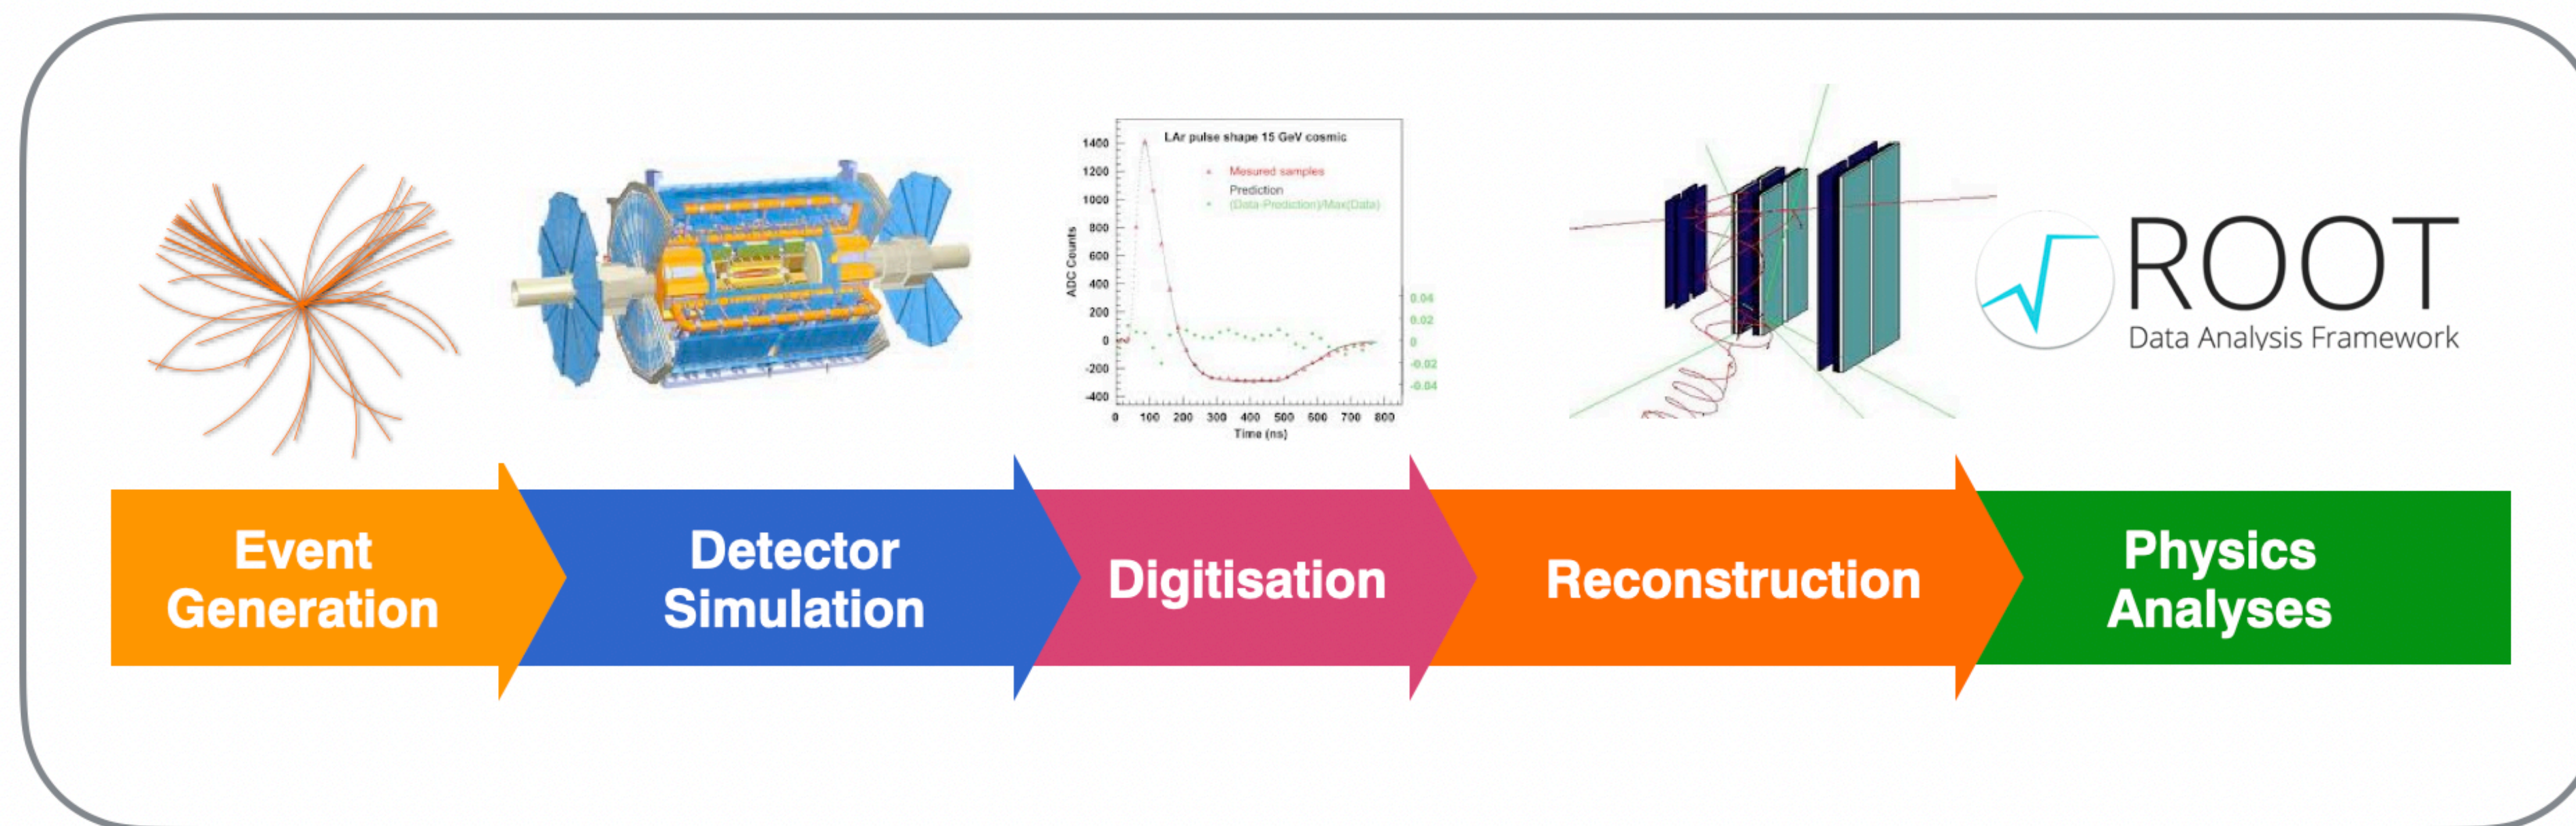 LAr pulse shape 15 GeV cosmic
Mesured samples
Prediction
(Data-Prediction)/Max(Data)
ADC Counts
1400
1200
1000
800
600
400
200
0
-200
-400
0.04
0.02
0
-0.02
-0.04
0 100 200 300 400 500 600 700 800
Time (ns)
ROOT
Data Analysis Framework
Event
Generation
Detector
Simulation
Digitisation
Reconstruction
Physics
Analyses